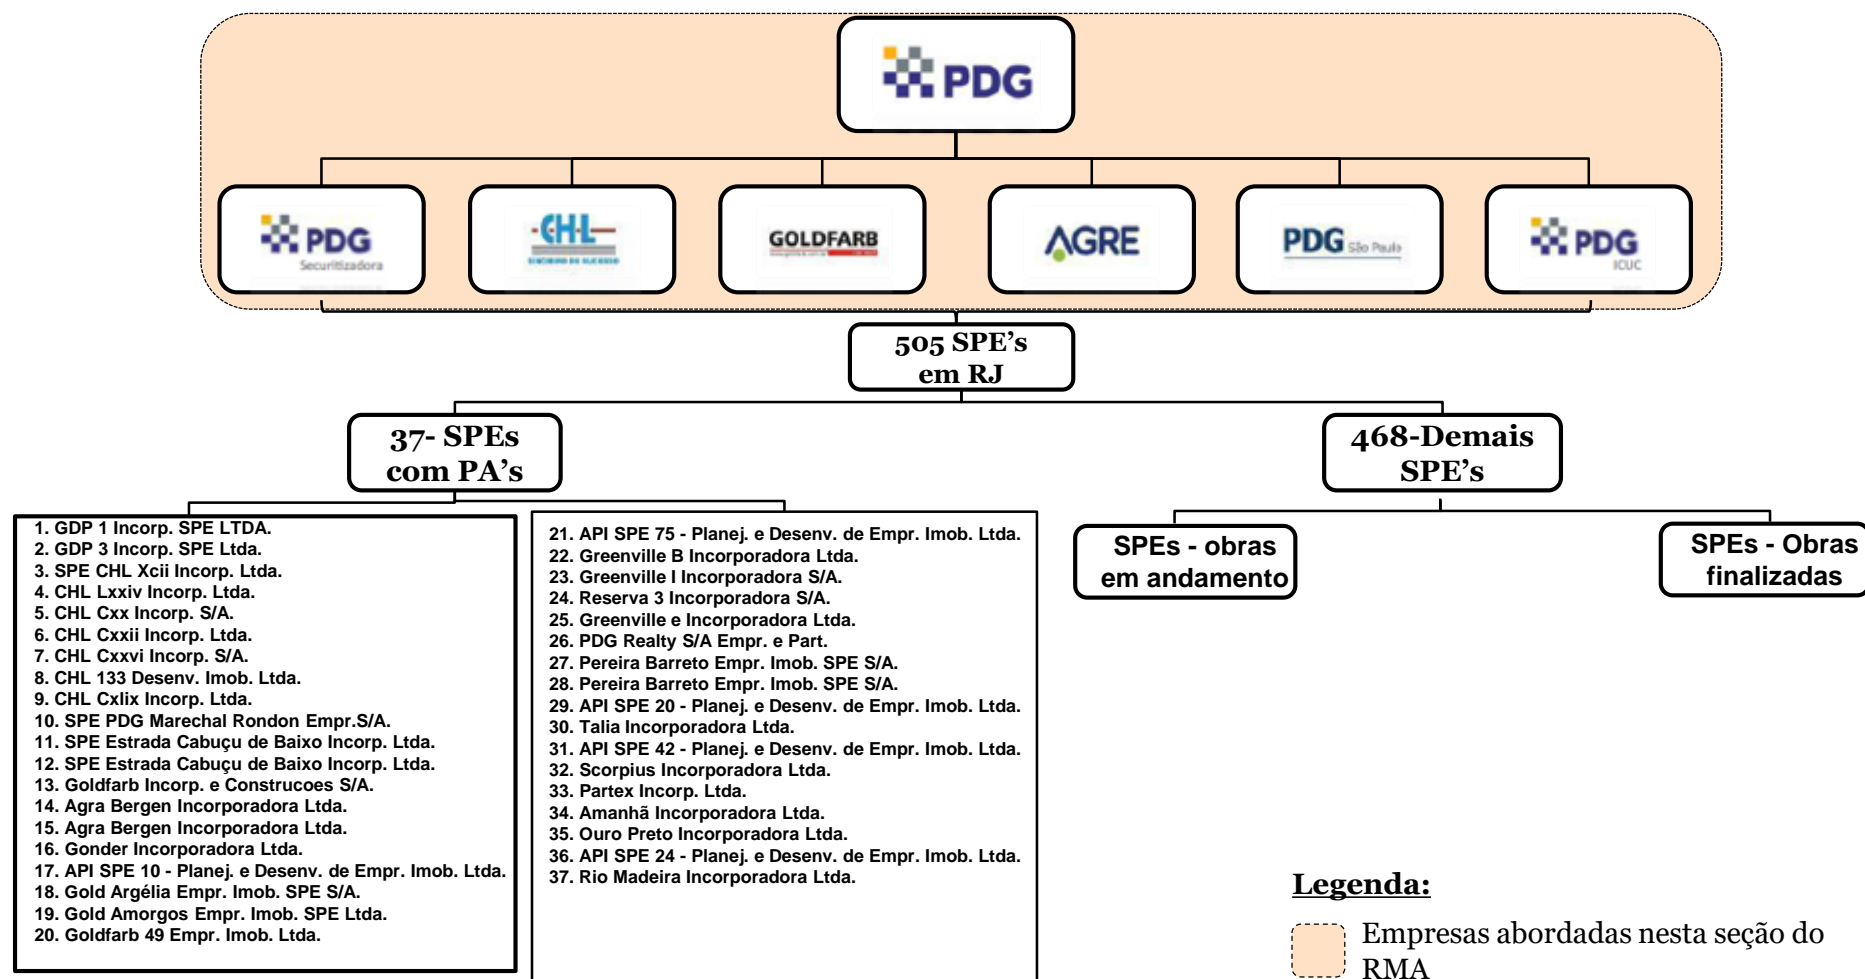 PDG
PDG
Securitizadora
CHL
GOLDFARB
AGRE
PDG São Paulo
PDG
ICUC
505 SPE’s
em RJ
37- SPEs
com PA’s
468-Demais
SPE’s
1. GDP 1 Incorp. SPE LTDA.
2. GDP 3 Incorp. SPE Ltda.
3. SPE CHL Xcii Incorp. Ltda.
4. CHL Lxxiv Incorp. Ltda.
5. CHL Cxx Incorp. S/A.
6. CHL Cxxii Incorp. Ltda.
7. CHL Cxxvi Incorp. S/A.
8. CHL 133 Desenv. Imob. Ltda.
9. CHL Cxlix Incorp. Ltda.
10. SPE PDG Marechal Rondon Empr.S/A.
11. SPE Estrada Cabuçu de Baixo Incorp. Ltda.
12. SPE Estrada Cabuçu de Baixo Incorp. Ltda.
13. Goldfarb Incorp. e Construcoes S/A.
14. Agra Bergen Incorporadora Ltda.
15. Agra Bergen Incorporadora Ltda.
16. Gonder Incorporadora Ltda.
17. API SPE 10 - Planej. e Desenv. de Empr. Imob. Ltda.
18. Gold Argélia Empr. Imob. SPE S/A.
19. Gold Amorgos Empr. Imob. SPE Ltda.
20. Goldfarb 49 Empr. Imob. Ltda.
21. API SPE 75 - Planej. e Desenv. de Empr. Imob. Ltda.
22. Greenville B Incorporadora Ltda.
23. Greenville I Incorporadora S/A.
24. Reserva 3 Incorporadora S/A.
25. Greenville e Incorporadora Ltda.
26. PDG Realty S/A Empr. e Part.
27. Pereira Barreto Empr. Imob. SPE S/A.
28. Pereira Barreto Empr. Imob. SPE S/A.
29. API SPE 20 - Planej. e Desenv. de Empr. Imob. Ltda.
30. Talia Incorporadora Ltda.
31. API SPE 42 - Planej. e Desenv. de Empr. Imob. Ltda.
32. Scorpius Incorporadora Ltda.
33. Partex Incorp. Ltda.
34. Amanhã Incorporadora Ltda.
35. Ouro Preto Incorporadora Ltda.
36. API SPE 24 - Planej. e Desenv. de Empr. Imob. Ltda.
37. Rio Madeira Incorporadora Ltda.
SPEs - obras
em andamento
SPEs - Obras
finalizadas
Legenda:
Empresas abordadas nesta seção do
RMA